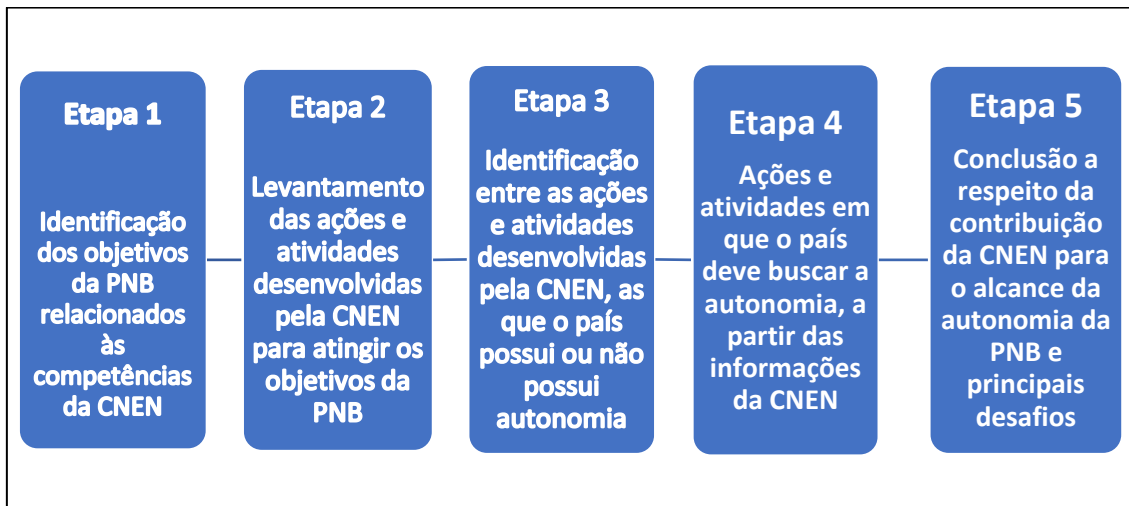 Etapa 1
Identificação
dos objetivos
da PNB
relacionados
às
competências
da CNEN
Etapa 2
Levantamento
das ações e
atividades
desenvolvidas
pela CNEN
para atingir os
objetivos da
PNB
Etapa 3
Identificação
entre as ações
e atividades
desenvolvidas
pela CNEN, as
que o país
possui ou não
possui
autonomia
Etapa 4
Ações e
atividades em
que o país
deve buscar a
autonomia, a
partir das
informações
da CNEN
Etapa 5
Conclusão a
respeito da
contribuição
da CNEN para
o alcance da
autonomia da
PNB e
principais
desafios